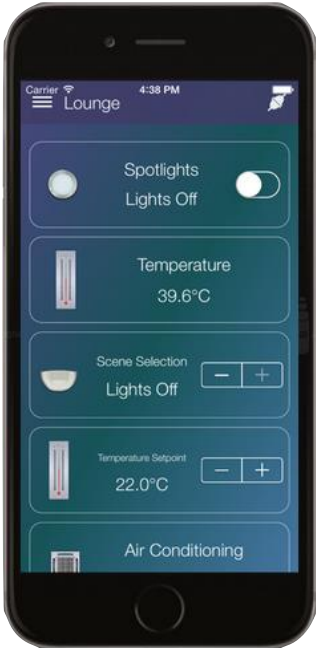 Carrier 4:38 PM
Lounge
Spotlights
Lights Off
Temperature
39.6°C
Scene Selection
Lights Off
− +
Temperature Setpoint
22.0°C
− +
Air Conditioning